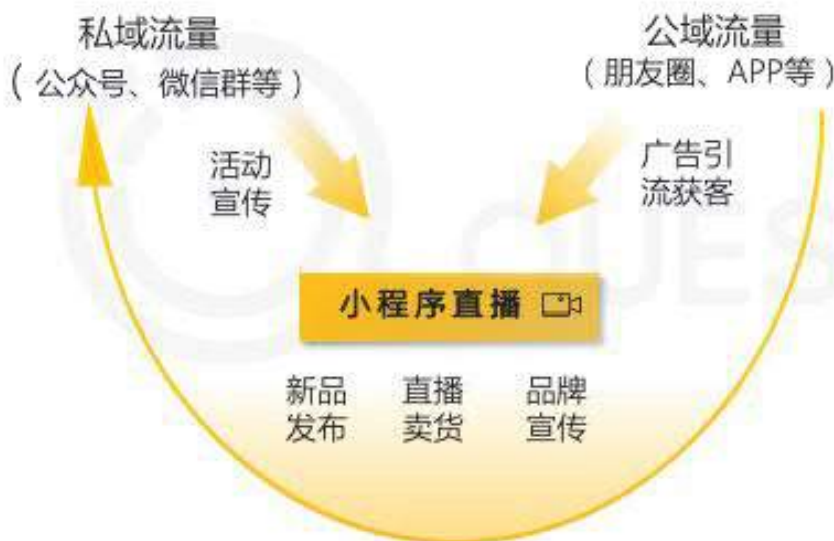 私域流量
（公众号、微信群等）
公域流量
（朋友圈、APP等）
活动
宣传
广告引
流获客
小程序直播
新品
发布
直播
卖货
品牌
宣传